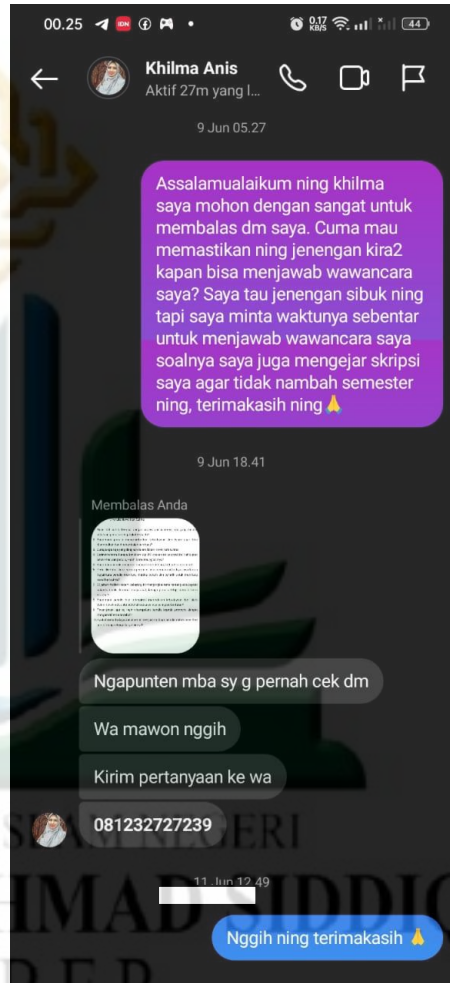 00.25
IDN
0.17 KB/S
44
Khilma Anis
Aktif 27m yang l...
9 Jun 05.27
Assalamualaikum ning khilma
saya mohon dengan sangat untuk
membalas dm saya. Cuma mau
memastikan ning jenengan kira2
kapan bisa menjawab wawancara
saya? Saya tau jenengan sibuk ning
tapi saya minta waktunya sebentar
untuk menjawab wawancara saya
soalnya saya juga mengejar skripsi
saya agar tidak nambah semester
ning, terimakasih ning🙏
9 Jun 18.41
Membalas Anda
Ngapunten mba sy g pernah cek dm
Wa mawon nggih
Kirim pertanyaan ke wa
081232727239
11 Jun 12.49
Nggih ning terimakasih 🙏